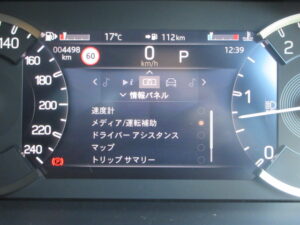 17°C
112km
004498 km
60
0 km/h
P
12:39
情報パネル
速度計
メディア/運転補助
ドライバー アシスタンス
マップ
トリップ サマリー
140
160
180
200
220
240
2
1
0